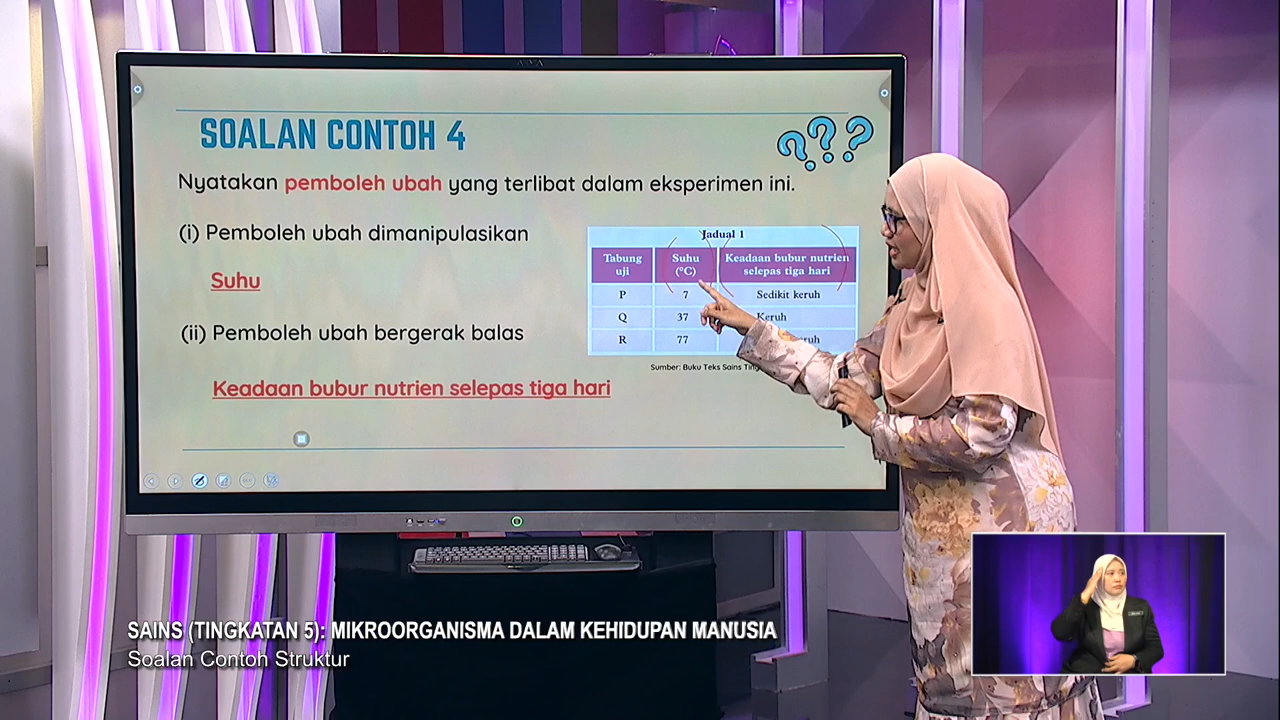 SOALAN CONTOH 4
Nyatakan pemboleh ubah yang terlibat dalam eksperimen ini.
(i) Pemboleh ubah dimanipulasikan
Suhu
(ii) Pemboleh ubah bergerak balas
Keadaan bubur nutrien selepas tiga hari
Jadual 1
Tabung uji Suhu (°C) Keadaan bubur nutrien selepas tiga hari
P 7 Sedikit keruh
Q 37 Keruh
R 77
Sumber: Buku Teks Sains
SAINS (TINGKATAN 5): MIKROORGANISMA DALAM KEHIDUPAN MANUSIA
Soalan Contoh Struktur